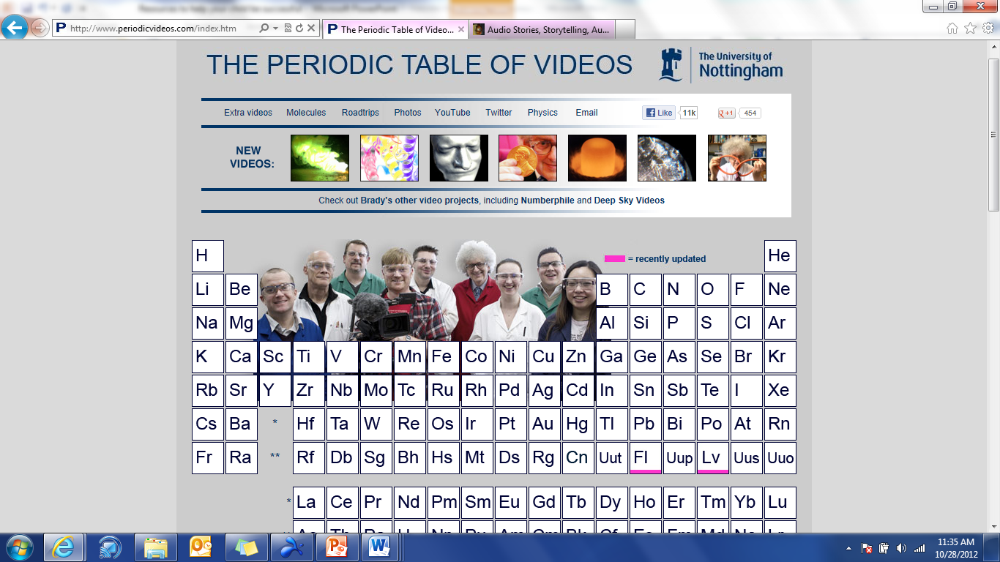 Resources to help your child be successful - Microsoft PowerPoint
http://www.periodicvideos.com/index.htm
The Periodic Table of Video...
Audio Stories, Storytelling, Au...
THE PERIODIC TABLE OF VIDEOS
The University of
Nottingham
Extra videos Molecules Roadtrips Photos YouTube Twitter Physics Email Like 11k +1 454
NEW
VIDEOS:
Check out Brady's other video projects, including Numberphile and Deep Sky Videos
= recently updated
H He
Li Be B C N O F Ne
Na Mg Al Si P S Cl Ar
K Ca Sc Ti V Cr Mn Fe Co Ni Cu Zn Ga Ge As Se Br Kr
Rb Sr Y Zr Nb Mo Tc Ru Rh Pd Ag Cd In Sn Sb Te I Xe
Cs Ba * Hf Ta W Re Os Ir Pt Au Hg Tl Pb Bi Po At Rn
Fr Ra ** Rf Db Sg Bh Hs Mt Ds Rg Cn Uut Fl Uup Lv Uus Uuo
* La Ce Pr Nd Pm Sm Eu Gd Tb Dy Ho Er Tm Yb Lu
11:35 AM
10/28/2012